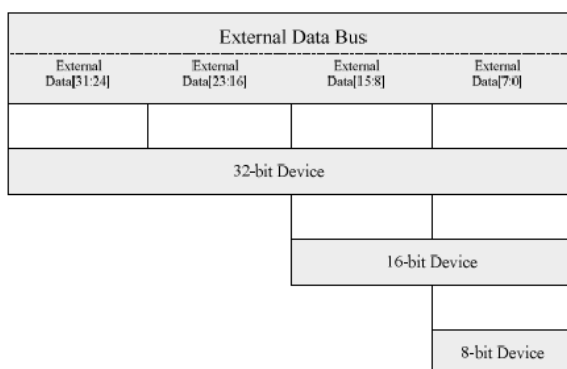 External Data Bus
External External External External
Data[31:24] Data[23:16] Data[15:8] Data[7:0]
32-bit Device
16-bit Device
8-bit Device